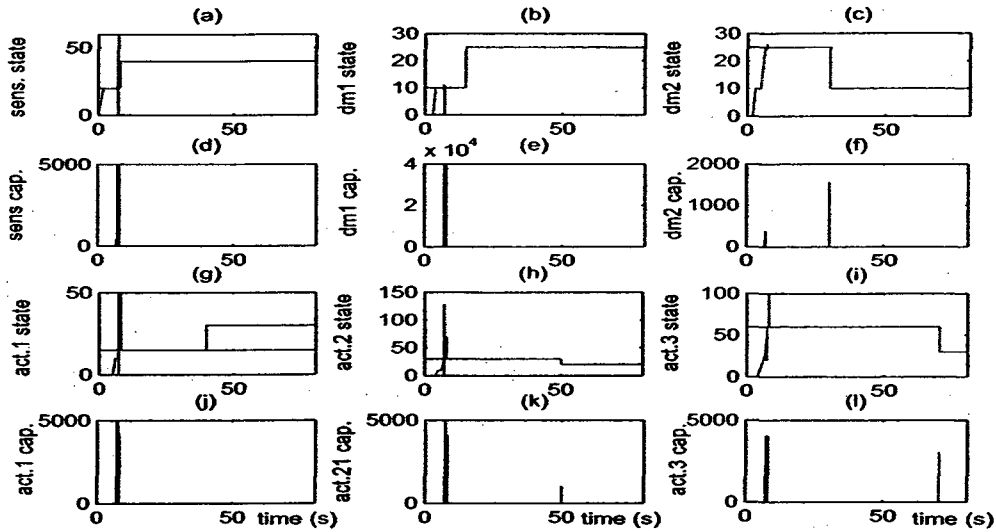 (a) (b) (c)
sens. state 50 0 0 50
dm1 state 30 20 10 0 0 50
dm2 state 30 20 10 0 0 50
(d) (e) (f)
sens cap. 5000 0 0 50
dm1 cap. 4 x 10^4 2 0 0 50
dm2 cap. 2000 1000 0 0 50
(g) (h) (i)
act.1 state 50 0 0 50
act.2 state 150 100 50 0 0 50
act.3 state 100 50 0 0 50
(j) (k) (l)
act.1 cap. 5000 0 0 50 time (s)
act.21 cap. 5000 0 0 50 time (s)
act.3 cap. 5000 0 0 50 time (s)